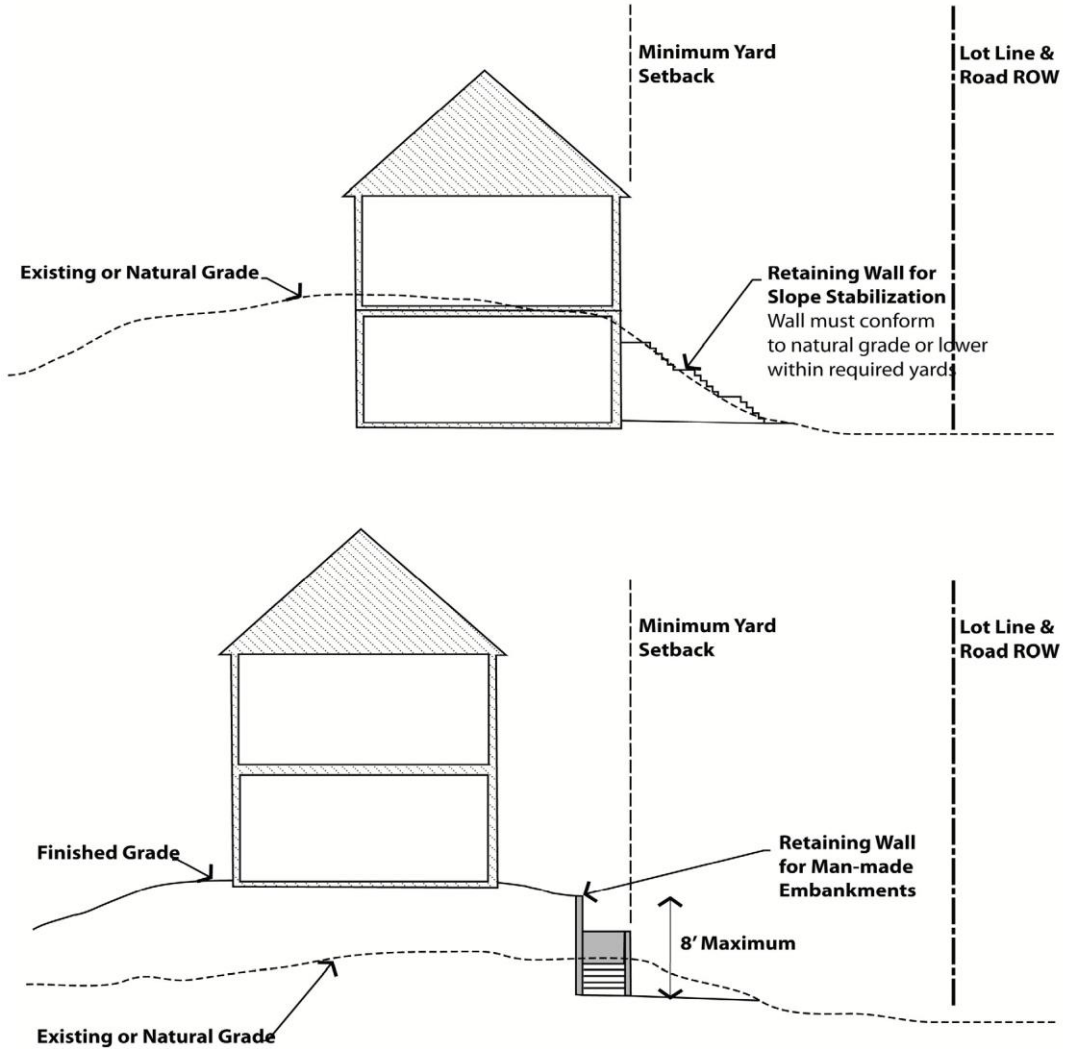 Minimum Yard
Setback
Lot Line &
Road ROW
Existing or Natural Grade
Retaining Wall for
Slope Stabilization
Wall must conform
to natural grade or lower
within required yards
Minimum Yard
Setback
Lot Line &
Road ROW
Finished Grade
Retaining Wall
for Man-made
Embankments
8' Maximum
Existing or Natural Grade